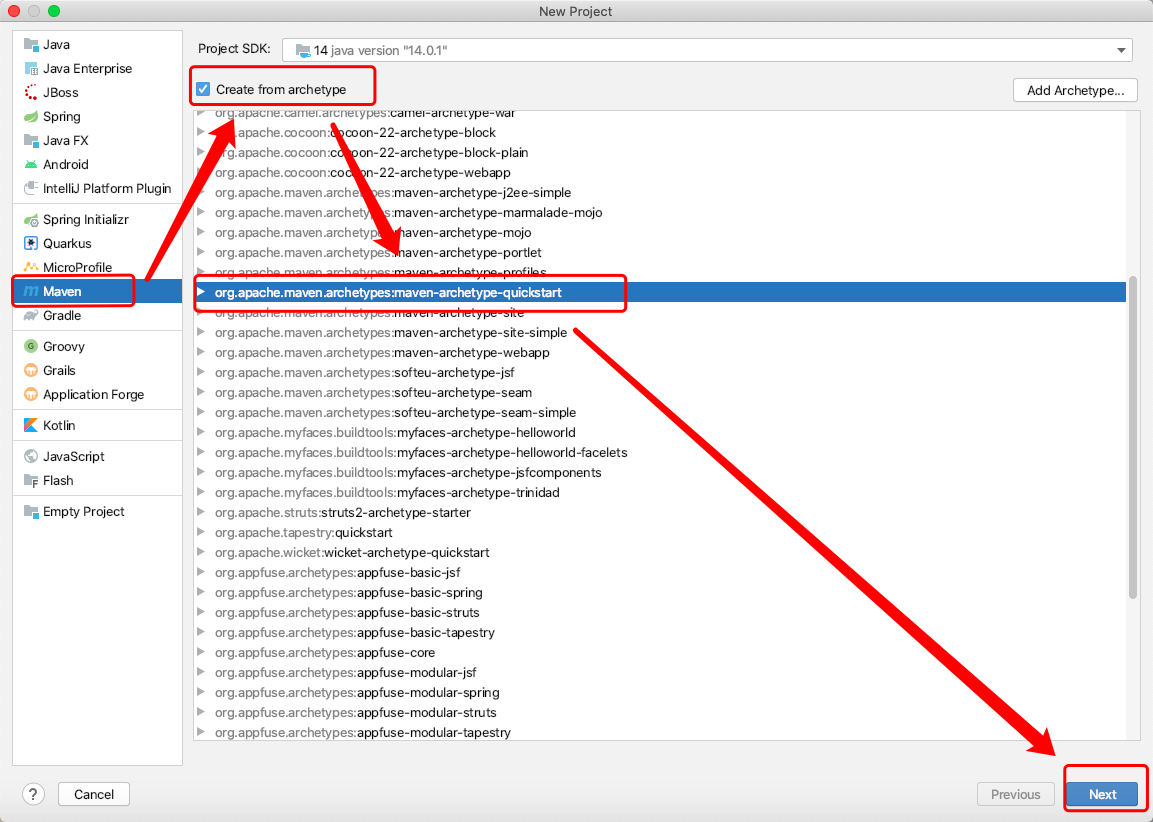 New Project
Java
Java Enterprise
JBoss
Spring
Java FX
Android
IntelliJ Platform Plugin
Spring Initializr
Quarkus
MicroProfile
Maven
Gradle
Groovy
Grails
Application Forge
Kotlin
JavaScript
Flash
Empty Project
Project SDK: 14 java version "14.0.1"
Create from archetype
Add Archetype...
org.apache.camel.archetypes:camel-archetype-war
org.apache.cocoon:cocoon-22-archetype-block
org.apache.cocoon:cocoon-22-archetype-block-plain
org.apache.cocoon:cocoon-22-archetype-webapp
org.apache.maven.archetypes:maven-archetype-j2ee-simple
org.apache.maven.archetypes:maven-archetype-marmalade-mojo
org.apache.maven.archetypes:maven-archetype-mojo
org.apache.maven.archetypes:maven-archetype-portlet
org.apache.maven.archetypes:maven-archetype-profiles
org.apache.maven.archetypes:maven-archetype-quickstart
org.apache.maven.archetypes:maven-archetype-site
org.apache.maven.archetypes:maven-archetype-site-simple
org.apache.maven.archetypes:maven-archetype-webapp
org.apache.maven.archetypes:softeu-archetype-jsf
org.apache.maven.archetypes:softeu-archetype-seam
org.apache.maven.archetypes:softeu-archetype-seam-simple
org.apache.myfaces.buildtools:myfaces-archetype-helloworld
org.apache.myfaces.buildtools:myfaces-archetype-helloworld-facelets
org.apache.myfaces.buildtools:myfaces-archetype-jsfcomponents
org.apache.myfaces.buildtools:myfaces-archetype-trinidad
org.apache.struts:struts2-archetype-starter
org.apache.tapestry:quickstart
org.apache.wicket:wicket-archetype-quickstart
org.appfuse.archetypes:appfuse-basic-jsf
org.appfuse.archetypes:appfuse-basic-spring
org.appfuse.archetypes:appfuse-basic-struts
org.appfuse.archetypes:appfuse-basic-tapestry
org.appfuse.archetypes:appfuse-core
org.appfuse.archetypes:appfuse-modular-jsf
org.appfuse.archetypes:appfuse-modular-spring
org.appfuse.archetypes:appfuse-modular-struts
org.appfuse.archetypes:appfuse-modular-tapestry
? Cancel Previous Next